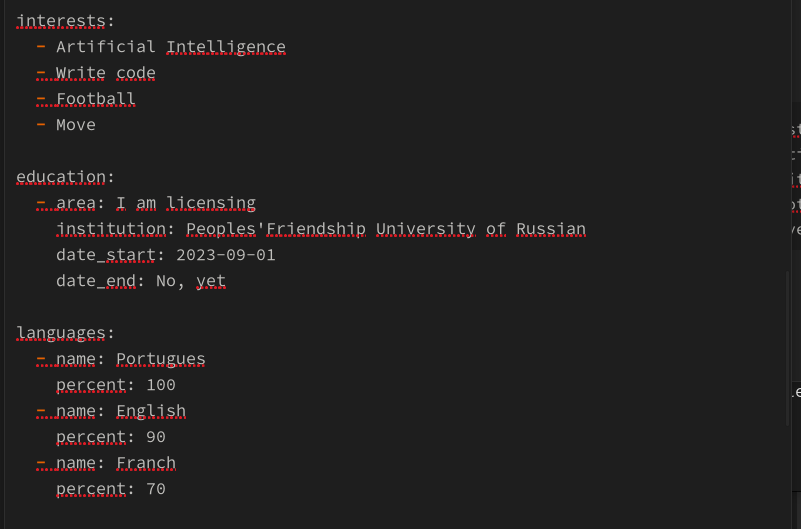 interests:
- Artificial Intelligence
- Write code
- Football
- Move
education:
- area: I am licensing
institution: Peoples'Friendship University of Russian
date_start: 2023-09-01
date_end: No, yet
languages:
- name: Portugues
percent: 100
- name: English
percent: 90
- name: Franch
percent: 70